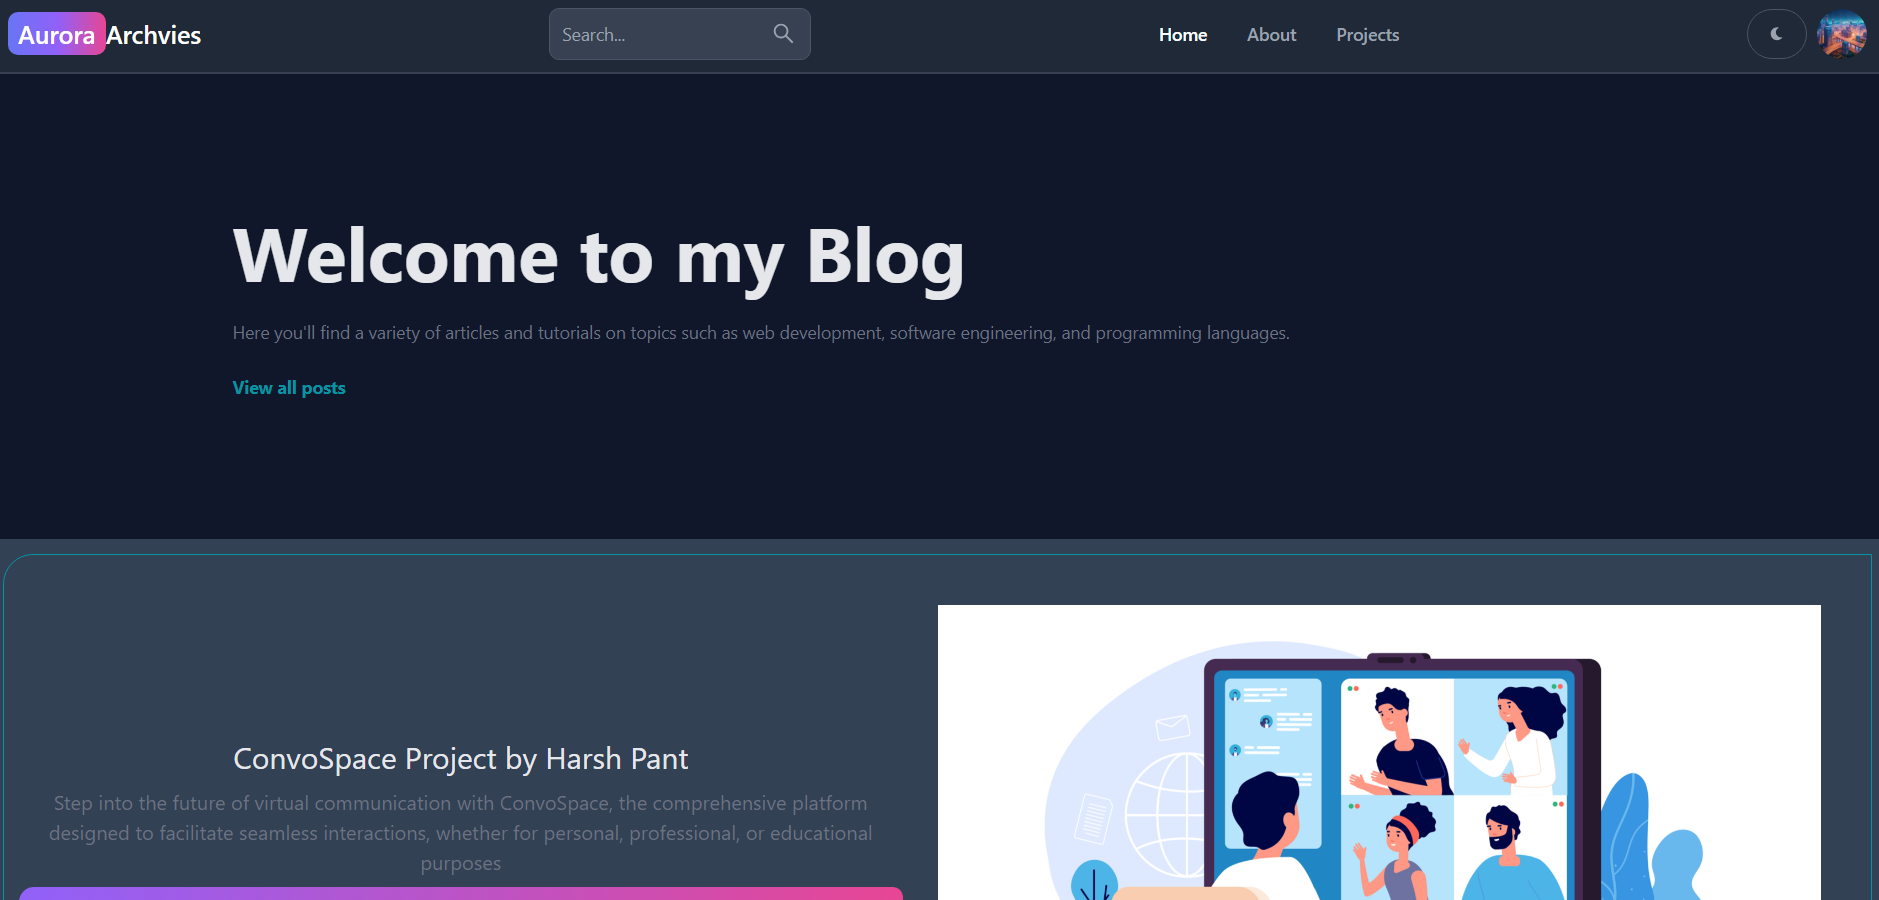 Aurora Archvies
Search...
Home
About
Projects
Welcome to my Blog
Here you'll find a variety of articles and tutorials on topics such as web development, software engineering, and programming languages.
View all posts
ConvoSpace Project by Harsh Pant
Step into the future of virtual communication with ConvoSpace, the comprehensive platform
designed to facilitate seamless interactions, whether for personal, professional, or educational
purposes